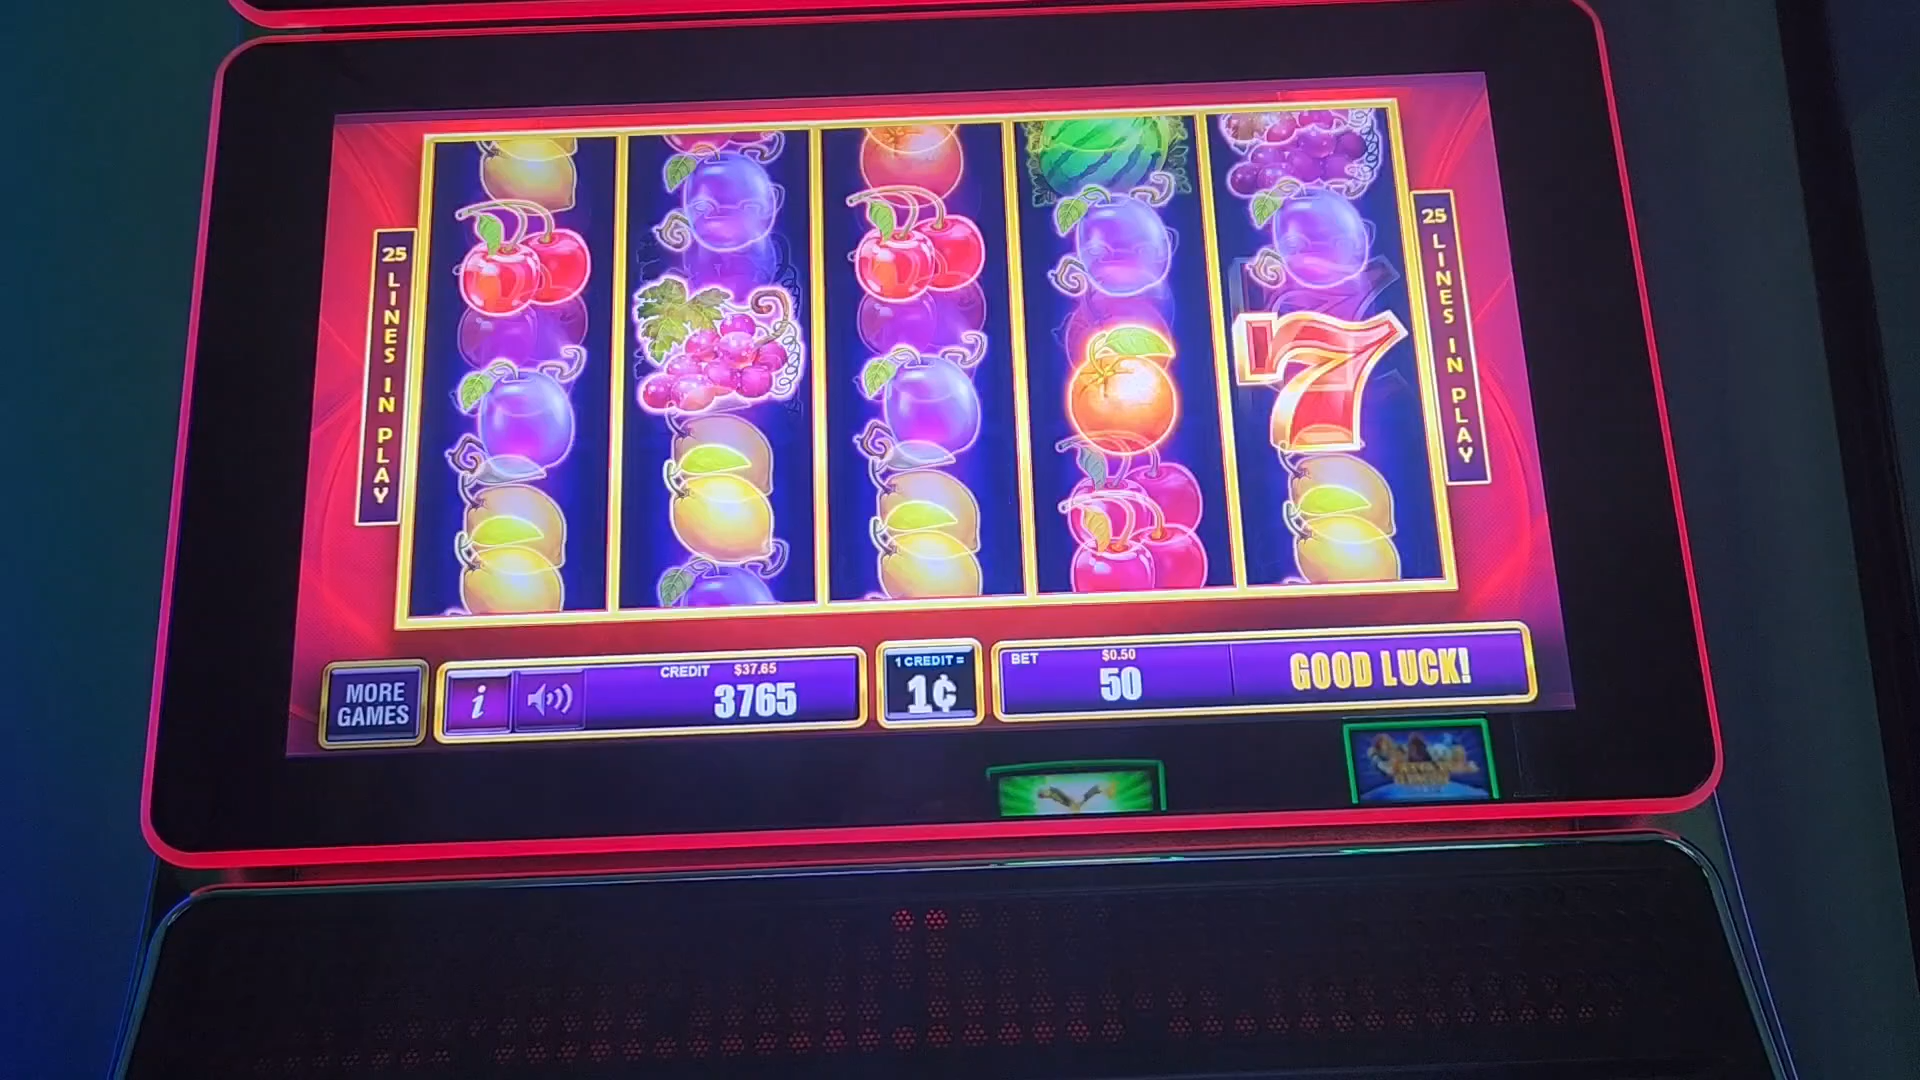 25 LINES IN PLAY
25 LINES IN PLAY
MORE
GAMES
i
CREDIT $37.65
3765
1 CREDIT =
1¢
BET $0.50
50
GOOD LUCK!
7